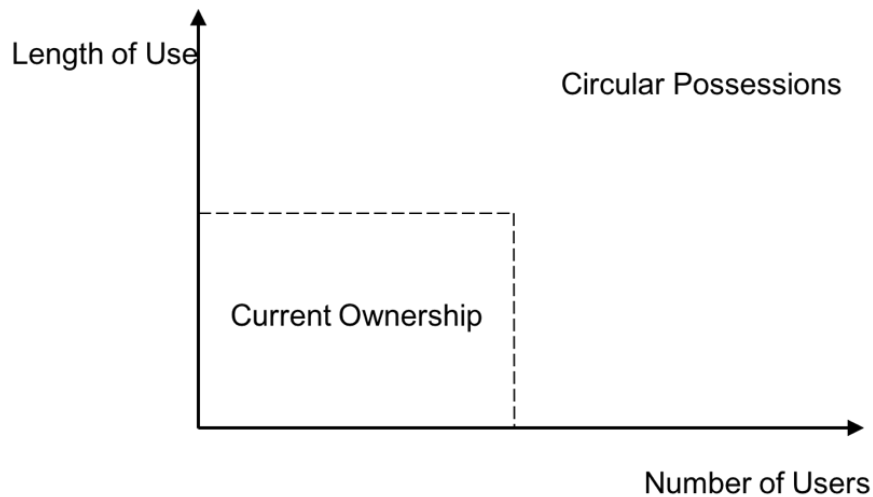 Length of Use
Circular Possessions
Current Ownership
Number of Users